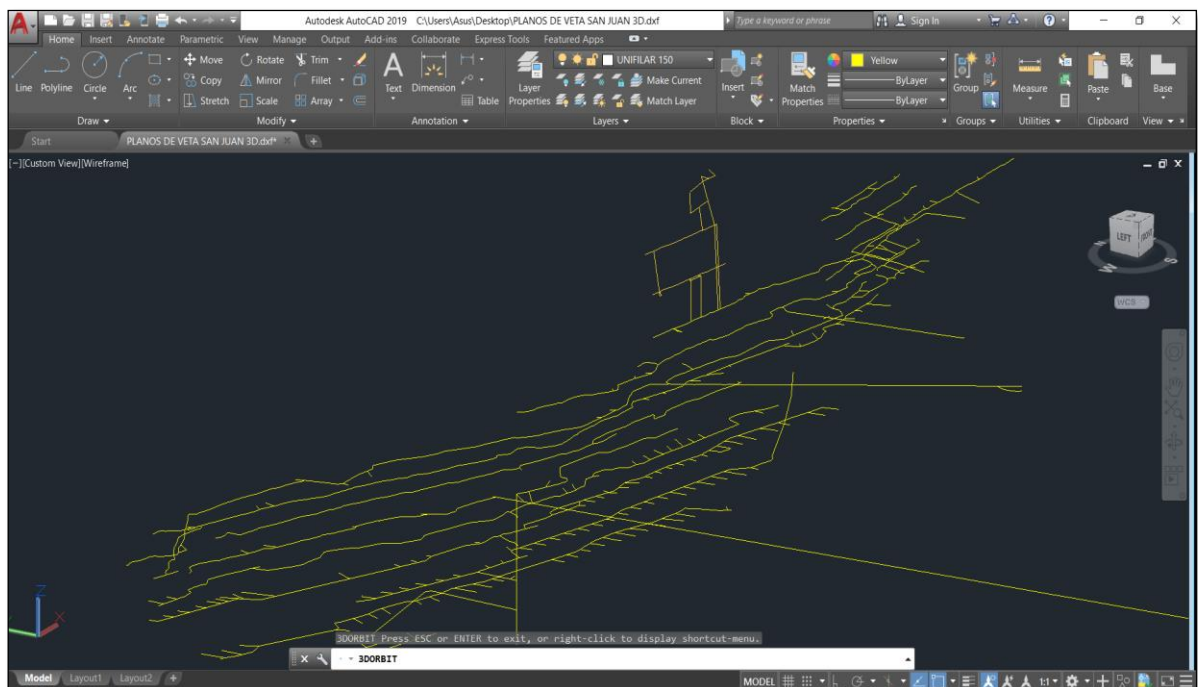 Autodesk AutoCAD 2019 C:\Users\Asus\Desktop\PLANOS DE VETA SAN JUAN 3D.dxf Type a keyword or phrase Sign In
Home Insert Annotate Parametric View Manage Output Add-ins Collaborate Express Tools Featured Apps
Move Rotate Trim UNIFILAR 150 Yellow
Line Polyline Circle Arc Copy Mirror Fillet Text Dimension Layer Properties Make Current Insert Match Properties ByLayer Group Measure Paste Base
Stretch Scale Array Table Match Layer ByLayer
Draw Modify Annotation Layers Block Properties Groups Utilities Clipboard View
Start PLANOS DE VETA SAN JUAN 3D.dxf*
[-][Custom View][Wireframe]
LEFT
WCS
Z
X
3DORBIT Press ESC or ENTER to exit, or right-click to display shortcut-menu.
3DORBIT
Model Layout1 Layout2 + MODEL 1:1